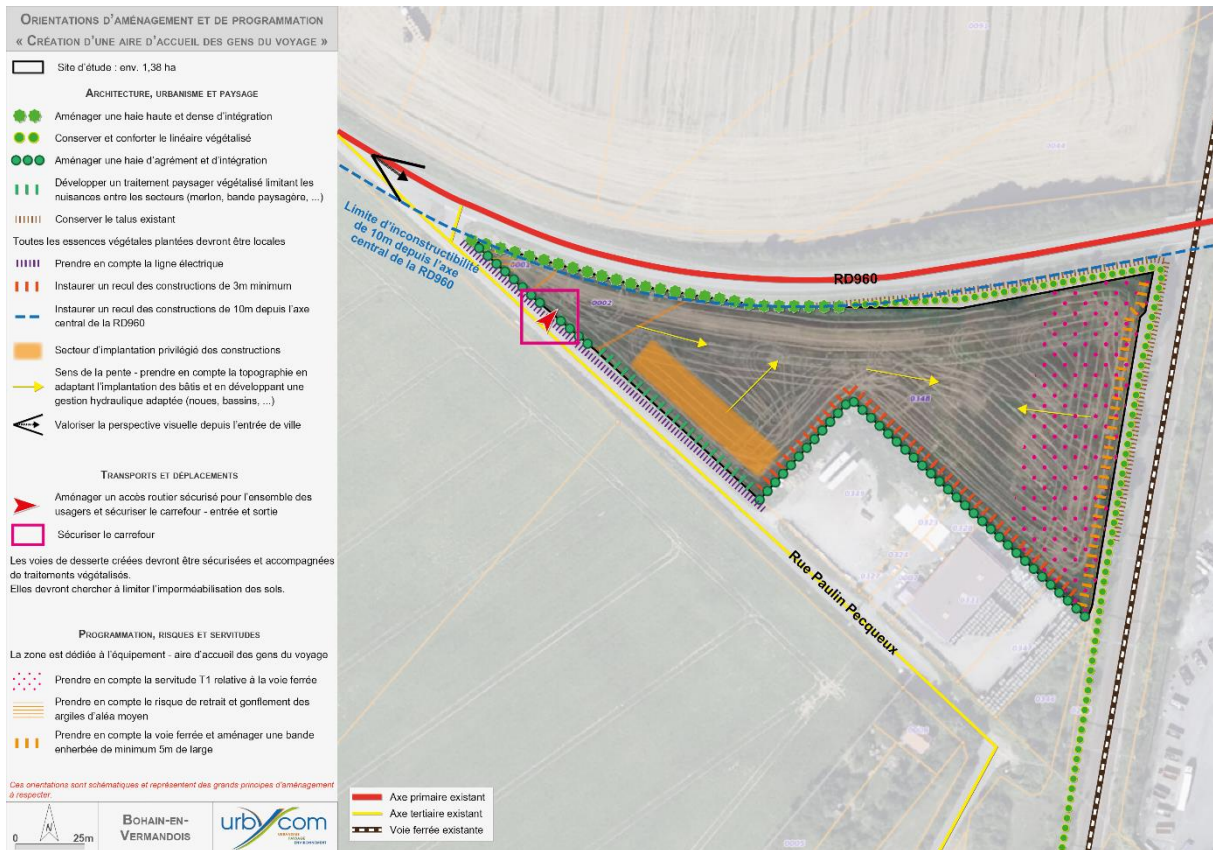 ORIENTATIONS D'AMÉNAGEMENT ET DE PROGRAMMATION
« CRÉATION D'UNE AIRE D'ACCUEIL DES GENS DU VOYAGE »
Site d'étude : env. 1,38 ha
ARCHITECTURE, URBANISME ET PAYSAGE
Aménager une haie haute et dense d'intégration
Conserver et conforter le linéaire végétalisé
Aménager une haie d'agrément et d'intégration
Développer un traitement paysager végétalisé limitant les
nuisances entre les secteurs (merlon, bande paysagère, ...)
Conserver le talus existant
Toutes les essences végétales plantées devront être locales
Prendre en compte la ligne électrique
Instaurer un recul des constructions de 3m minimum
Instaurer un recul des constructions de 10m depuis l'axe
central de la RD960
Secteur d'implantation privilégié des constructions
Sens de la pente - prendre en compte la topographie en
adaptant l'implantation des bâtis et en développant une
gestion hydraulique adaptée (noues, bassins, ...)
Valoriser la perspective visuelle depuis l'entrée de ville
TRANSPORTS ET DÉPLACEMENTS
Aménager un accès routier sécurisé pour l'ensemble des
usagers et sécuriser le carrefour - entrée et sortie
Sécuriser le carrefour
Les voies de desserte créées devront être sécurisées et accompagnées
de traitements végétalisés.
Elles devront chercher à limiter l'imperméabilisation des sols.
PROGRAMMATION, RISQUES ET SERVITUDES
La zone est dédiée à l'équipement - aire d'accueil des gens du voyage
Prendre en compte la servitude T1 relative à la voie ferrée
Prendre en compte le risque de retrait et gonflement des
argiles d'aléa moyen
Prendre en compte la voie ferrée et aménager une bande
enherbée de minimum 5m de large
Ces orientations sont schématiques et représentent des grands principes d'aménagement
à respecter.
N
0 25m
BOHAIN-EN-
VERMANDOIS
urbycom
Limite d'inconstructibilité
de 10m depuis l'axe
central de la RD960
RD960
0002
0348
Rue Paulin Pecqueux
Axe primaire existant
Axe tertiaire existant
Voie ferrée existante